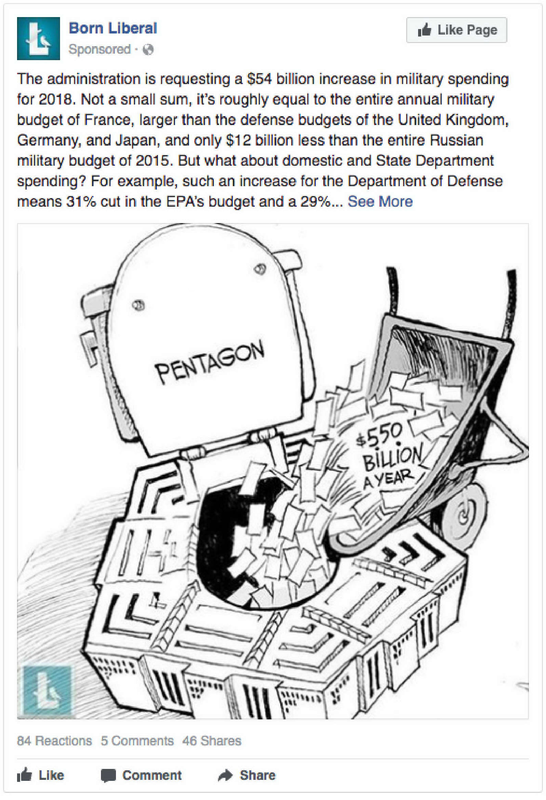 Born Liberal
Sponsored ·
Like Page
The administration is requesting a $54 billion increase in military spending
for 2018. Not a small sum, it's roughly equal to the entire annual military
budget of France, larger than the defense budgets of the United Kingdom,
Germany, and Japan, and only $12 billion less than the entire Russian
military budget of 2015. But what about domestic and State Department
spending? For example, such an increase for the Department of Defense
means 31% cut in the EPA's budget and a 29%... See More
PENTAGON
$550
BILLION
A YEAR
84 Reactions 5 Comments 46 Shares
Like Comment Share